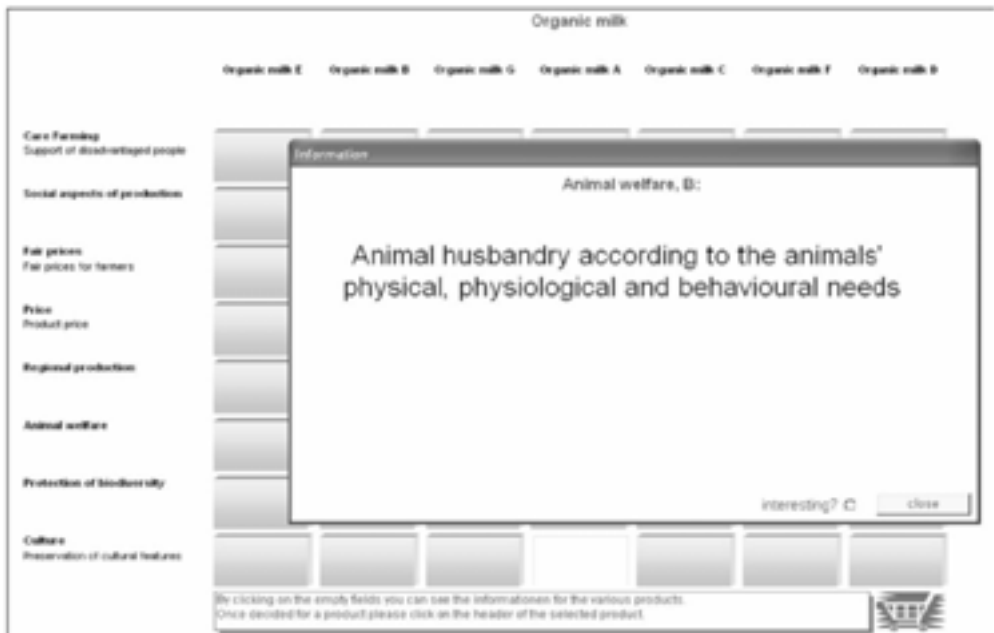 Organic milk
Organic milk E Organic milk B Organic milk G Organic milk A Organic milk C Organic milk F Organic milk D
Care Farming
Support of disadvantaged people
Information
Animal welfare, B:
Social aspects of production
Animal husbandry according to the animals'
physical, physiological and behavioural needs
Fair prices
Fair prices for farmers
Price
Product price
Regional production
Animal welfare
Protection of biodiversity
interesting? close
Culture
Preservation of cultural features
By clicking on the empty fields you can see the informationen for the various products.
Once decided for a product please click on the header of the selected product.